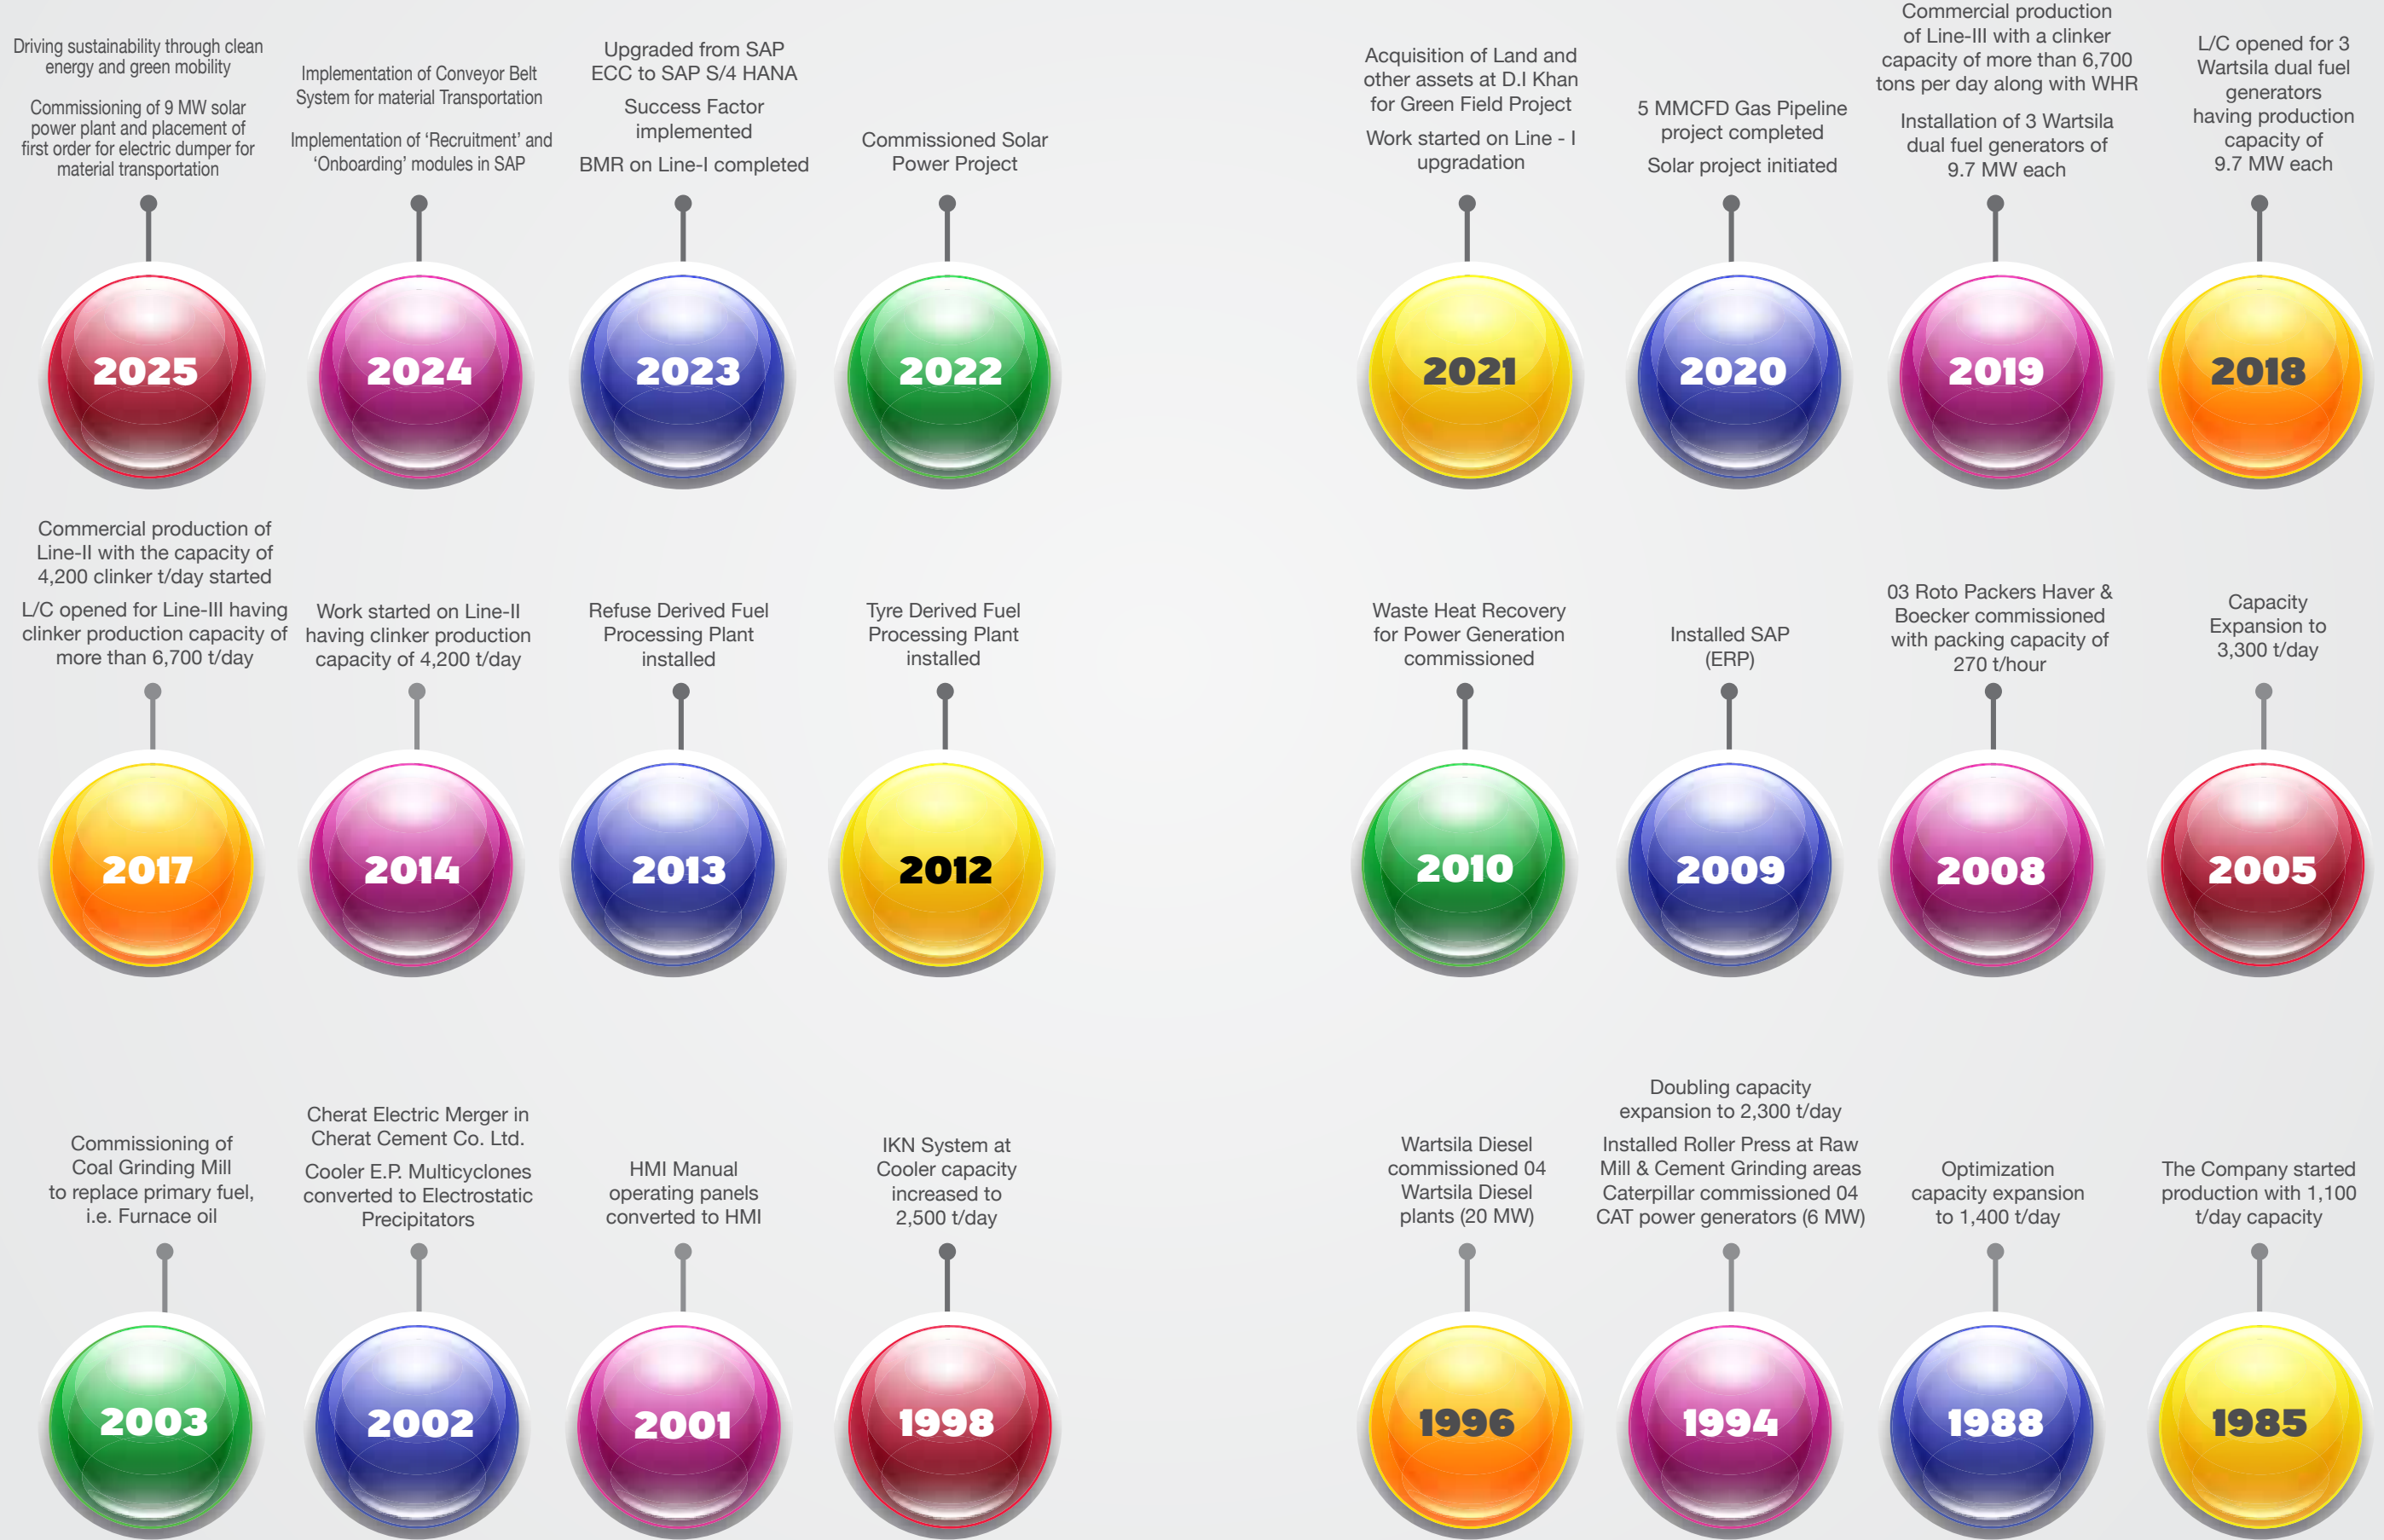 Driving sustainability through clean
energy and green mobility
Commissioning of 9 MW solar
power plant and placement of
first order for electric dumper for
material transportation
2025
Implementation of Conveyor Belt
System for material Transportation
Implementation of ‘Recruitment’ and
‘Onboarding’ modules in SAP
2024
Upgraded from SAP
ECC to SAP S/4 HANA
Success Factor
implemented
BMR on Line-I completed
2023
Commissioned Solar
Power Project
2022
Acquisition of Land and
other assets at D.I Khan
for Green Field Project
Work started on Line - I
upgradation
2021
5 MMCFD Gas Pipeline
project completed
Solar project initiated
2020
Commercial production
of Line-III with a clinker
capacity of more than 6,700
tons per day along with WHR
Installation of 3 Wartsila
dual fuel generators of
9.7 MW each
2019
L/C opened for 3
Wartsila dual fuel
generators
having production
capacity of
9.7 MW each
2018
Commercial production of
Line-II with the capacity of
4,200 clinker t/day started
L/C opened for Line-III having
clinker production capacity of
more than 6,700 t/day
2017
Work started on Line-II
having clinker production
capacity of 4,200 t/day
2014
Refuse Derived Fuel
Processing Plant
installed
2013
Tyre Derived Fuel
Processing Plant
installed
2012
Waste Heat Recovery
for Power Generation
commissioned
2010
Installed SAP
(ERP)
2009
03 Roto Packers Haver &
Boecker commissioned
with packing capacity of
270 t/hour
2008
Capacity
Expansion to
3,300 t/day
2005
Commissioning of
Coal Grinding Mill
to replace primary fuel,
i.e. Furnace oil
2003
Cherat Electric Merger in
Cherat Cement Co. Ltd.
Cooler E.P. Multicyclones
converted to Electrostatic
Precipitators
2002
HMI Manual
operating panels
converted to HMI
2001
IKN System at
Cooler capacity
increased to
2,500 t/day
1998
Wartsila Diesel
commissioned 04
Wartsila Diesel
plants (20 MW)
1996
Doubling capacity
expansion to 2,300 t/day
Installed Roller Press at Raw
Mill & Cement Grinding areas
Caterpillar commissioned 04
CAT power generators (6 MW)
1994
Optimization
capacity expansion
to 1,400 t/day
1988
The Company started
production with 1,100
t/day capacity
1985